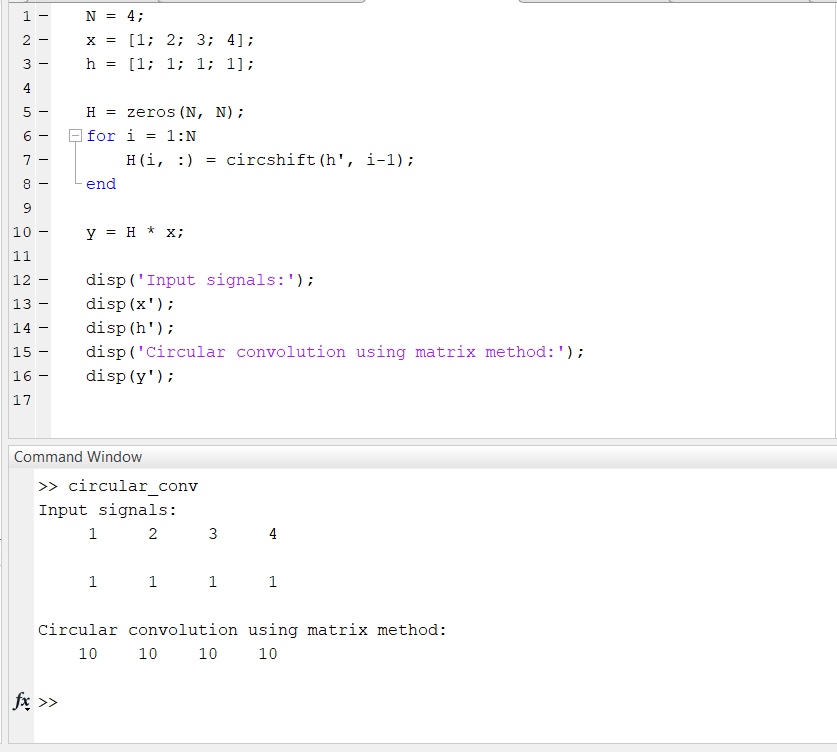 1 – N = 4;
2 – x = [1; 2; 3; 4];
3 – h = [1; 1; 1; 1];
4
5 – H = zeros(N, N);
6 – for i = 1:N
7 – H(i, :) = circshift(h', i-1);
8 – end
9
10 – y = H * x;
11
12 – disp('Input signals:');
13 – disp(x');
14 – disp(h');
15 – disp('Circular convolution using matrix method:');
16 – disp(y');
17
Command Window
>> circular_conv
Input signals:
1 2 3 4
1 1 1 1
Circular convolution using matrix method:
10 10 10 10
fx >>